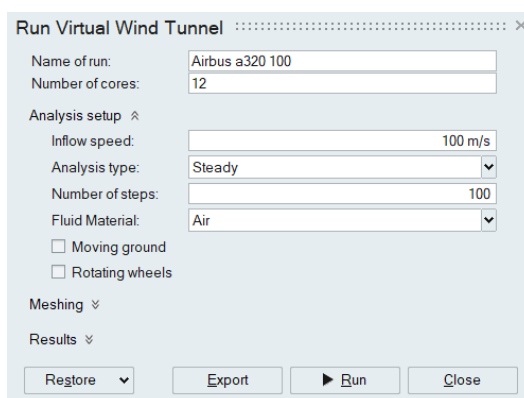 Run Virtual Wind Tunnel
Name of run: Airbus a320 100
Number of cores: 12
Analysis setup
Inflow speed: 100 m/s
Analysis type: Steady
Number of steps: 100
Fluid Material: Air
Moving ground
Rotating wheels
Meshing
Results
Restore Export Run Close